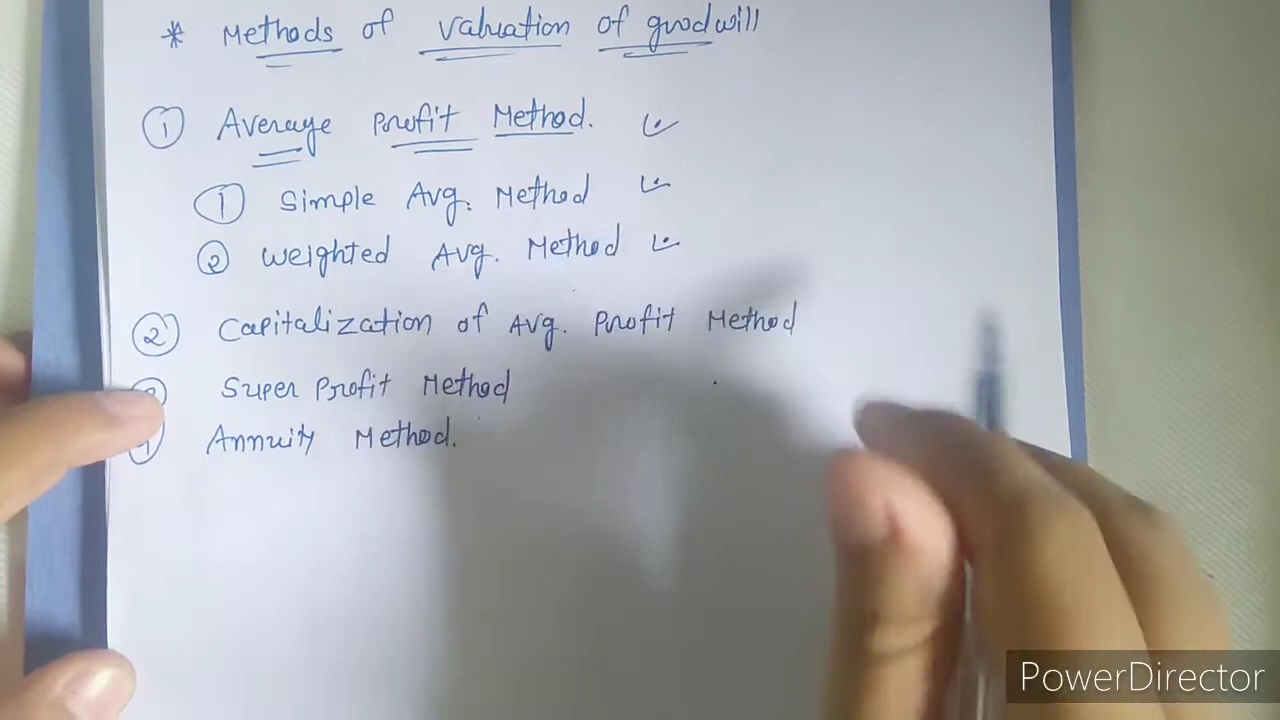 * Methods of Valuation of goodwill
① Average Profit Method.
① Simple Avg. Method
② Weighted Avg. Method
② Capitalization of Avg. Profit Method
Super Profit Method
Annuity Method.
PowerDirector